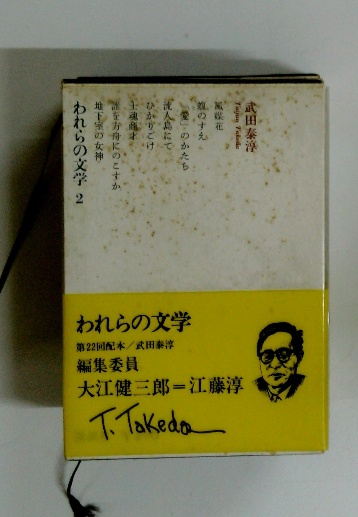 武田泰淳
Taijun Takeda
風媒花
蝮のすえ
「愛」のかたち
流人島にて
ひかりごけ
士魂商才
誰を方舟にのこすか
地下室の女神
われらの文学 2
われらの文学
第22回配本／武田泰淳
編集委員
大江健三郎＝江藤淳
T. Takeda